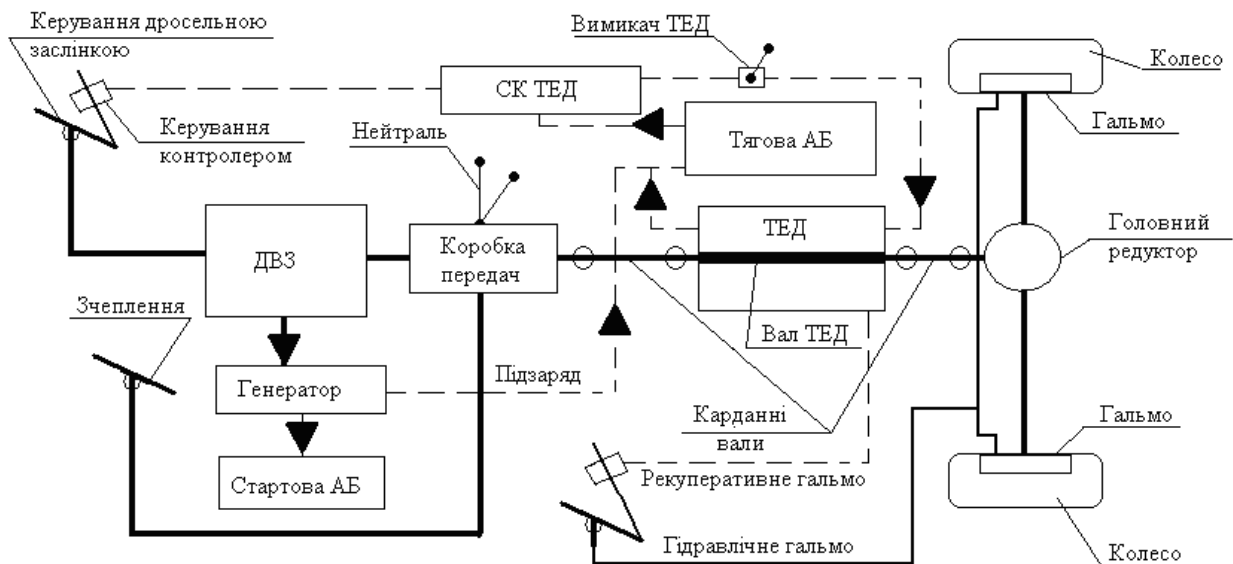 Керування дросельною
заслінкою
Вимикач ТЕД
Колесо
СК ТЕД
Гальмо
Керування
контролером
Нейтраль
Тягова АБ
ДВЗ
Коробка
передач
ТЕД
Головний
редуктор
Зчеплення
Вал ТЕД
Генератор
Підзаряд
Карданні
вали
Гальмо
Стартова АБ
Рекуперативне гальмо
Гідравлічне гальмо
Колесо